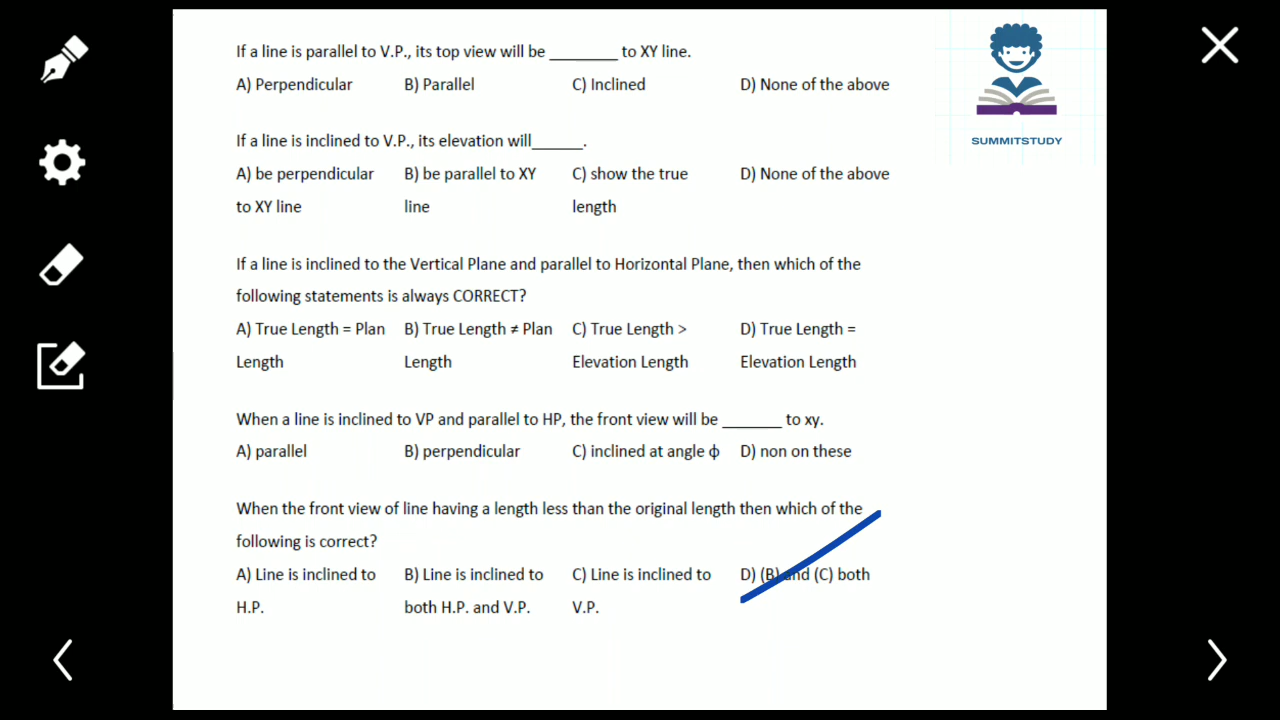 If a line is parallel to V.P., its top view will be _________ to XY line.
A) Perpendicular B) Parallel C) Inclined D) None of the above
SUMMITSTUDY
If a line is inclined to V.P., its elevation will______.
A) be perpendicular B) be parallel to XY C) show the true D) None of the above
to XY line line length
If a line is inclined to the Vertical Plane and parallel to Horizontal Plane, then which of the
following statements is always CORRECT?
A) True Length = Plan B) True Length ≠ Plan C) True Length > D) True Length =
Length Length Elevation Length Elevation Length
When a line is inclined to VP and parallel to HP, the front view will be _______ to xy.
A) parallel B) perpendicular C) inclined at angle ф D) non on these
When the front view of line having a length less than the original length then which of the
following is correct?
A) Line is inclined to B) Line is inclined to C) Line is inclined to D) (B) and (C) both
H.P. both H.P. and V.P. V.P.